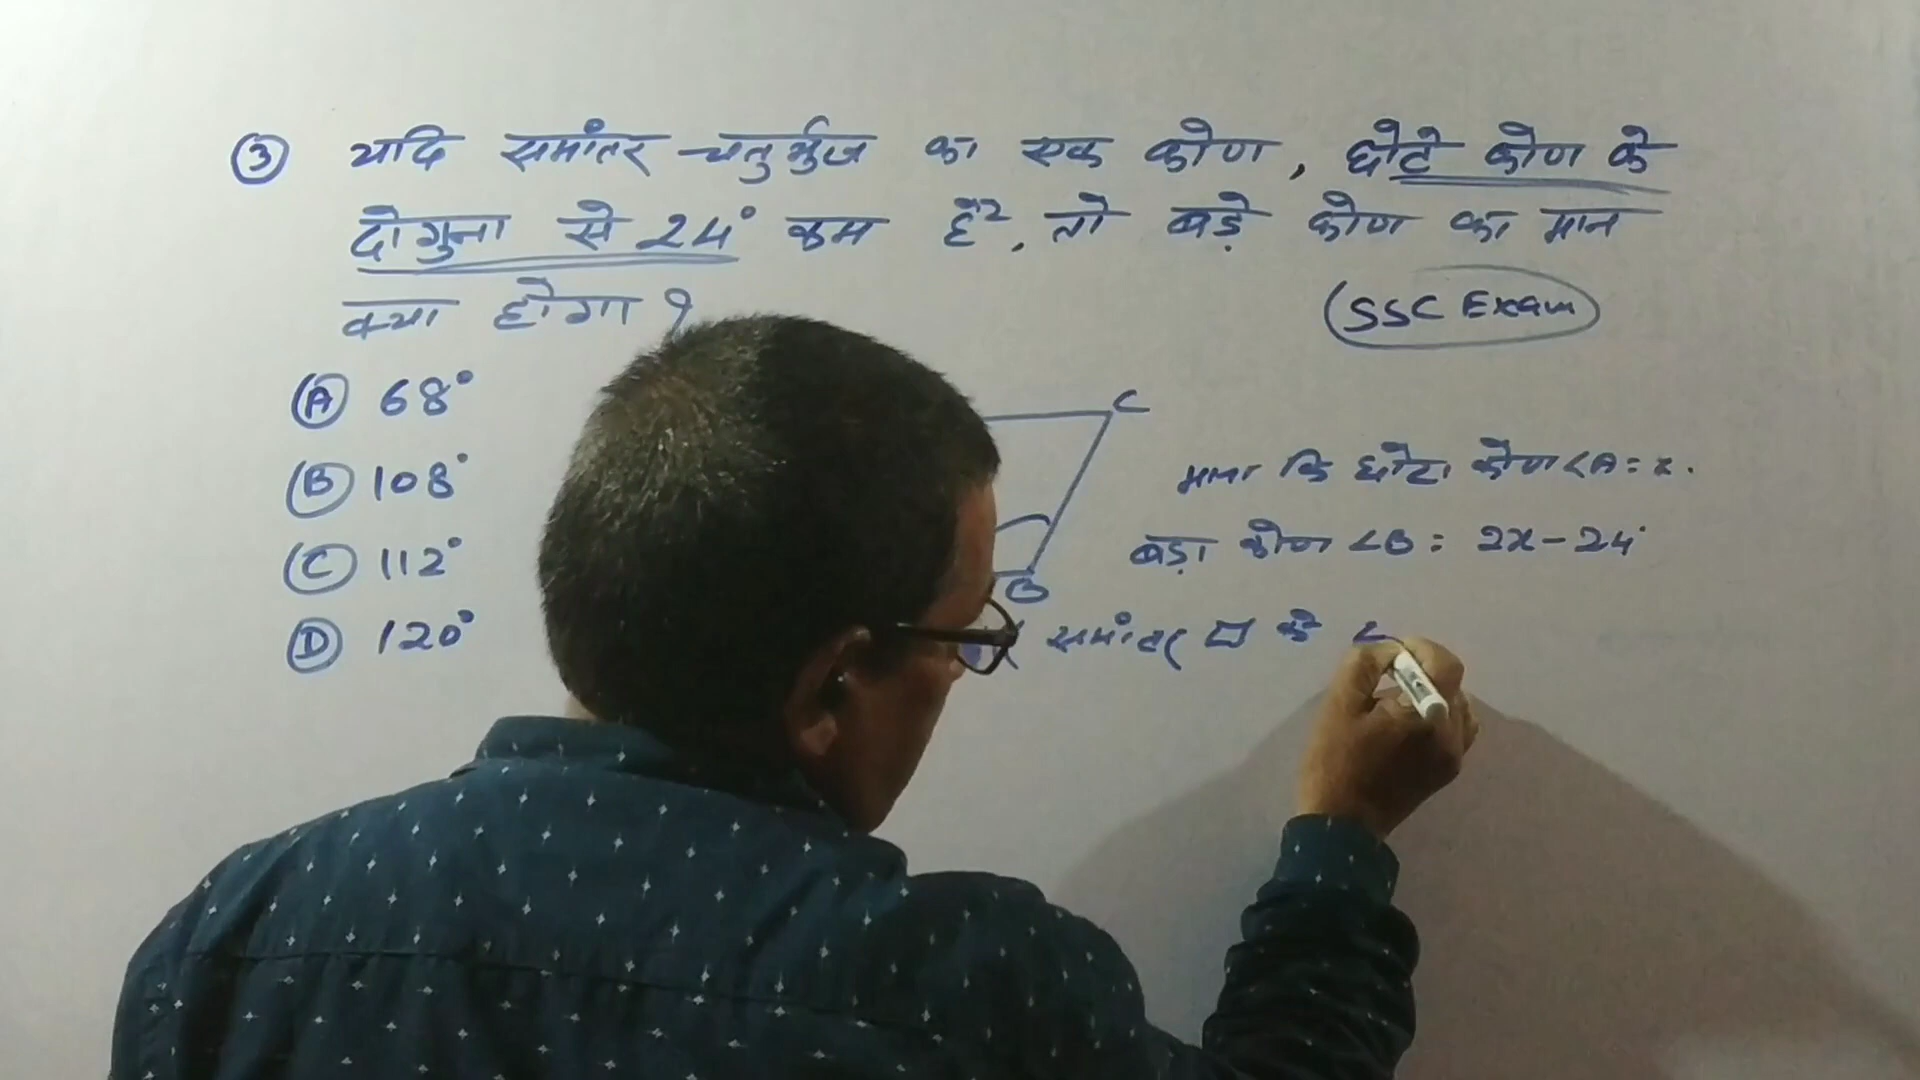 ③ यदि समांतर चतुर्भुज का एक कोण, छोटे कोण के
दोगुना से 24° कम है, तो बड़े कोण का मान
क्या होगा ?
(SSC Exam)
Ⓐ 68°
Ⓑ 108°
Ⓒ 112°
Ⓓ 120°
C
B
माना कि छोटा कोण <A = x.
बड़ा कोण <B = 2x - 24°
समांतर ▱ के <